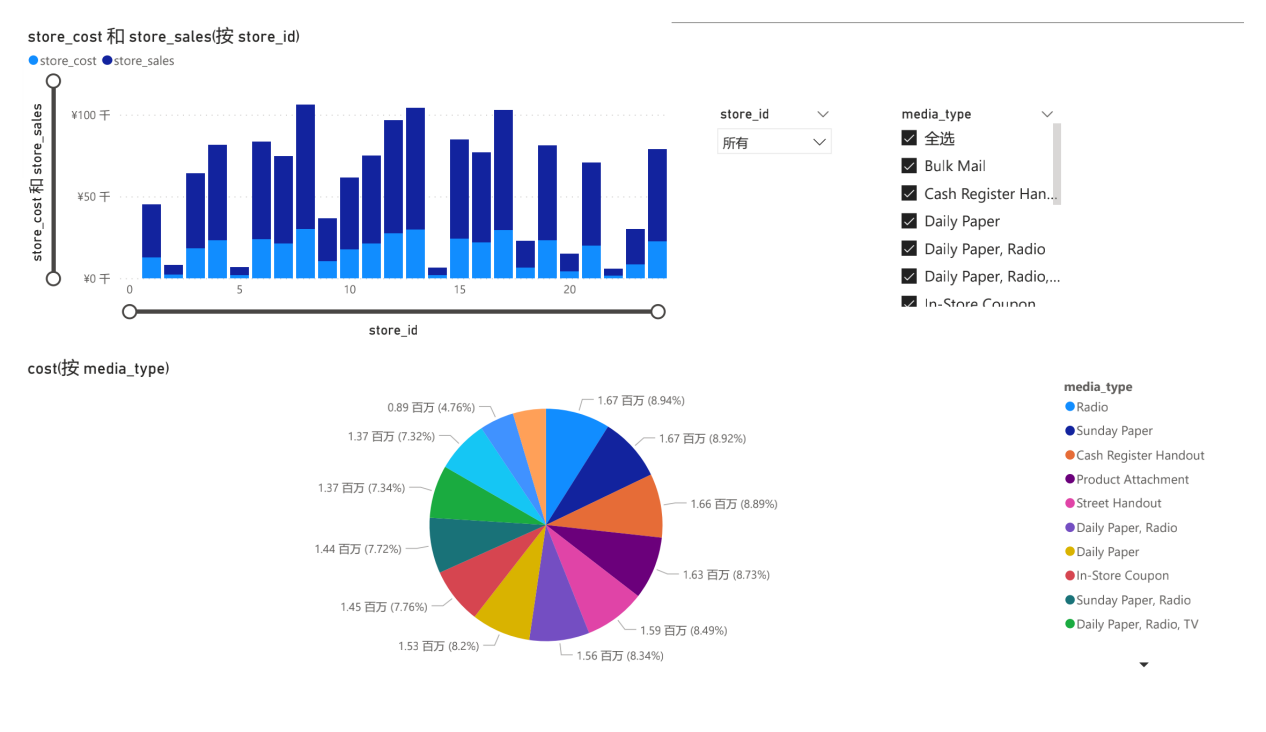 store_cost 和 store_sales(按 store_id)
store_cost store_sales
store_cost 和 store_sales
¥100 千
¥50 千
¥0 千
0 5 10 15 20
store_id
store_id
所有
media_type
全选
Bulk Mail
Cash Register Han...
Daily Paper
Daily Paper, Radio
Daily Paper, Radio,...
In-Store Coupon
cost(按 media_type)
0.89 百万 (4.76%)
1.67 百万 (8.94%)
1.37 百万 (7.32%)
1.67 百万 (8.92%)
1.37 百万 (7.34%)
1.66 百万 (8.89%)
1.44 百万 (7.72%)
1.63 百万 (8.73%)
1.45 百万 (7.76%)
1.59 百万 (8.49%)
1.53 百万 (8.2%)
1.56 百万 (8.34%)
media_type
Radio
Sunday Paper
Cash Register Handout
Product Attachment
Street Handout
Daily Paper, Radio
Daily Paper
In-Store Coupon
Sunday Paper, Radio
Daily Paper, Radio, TV